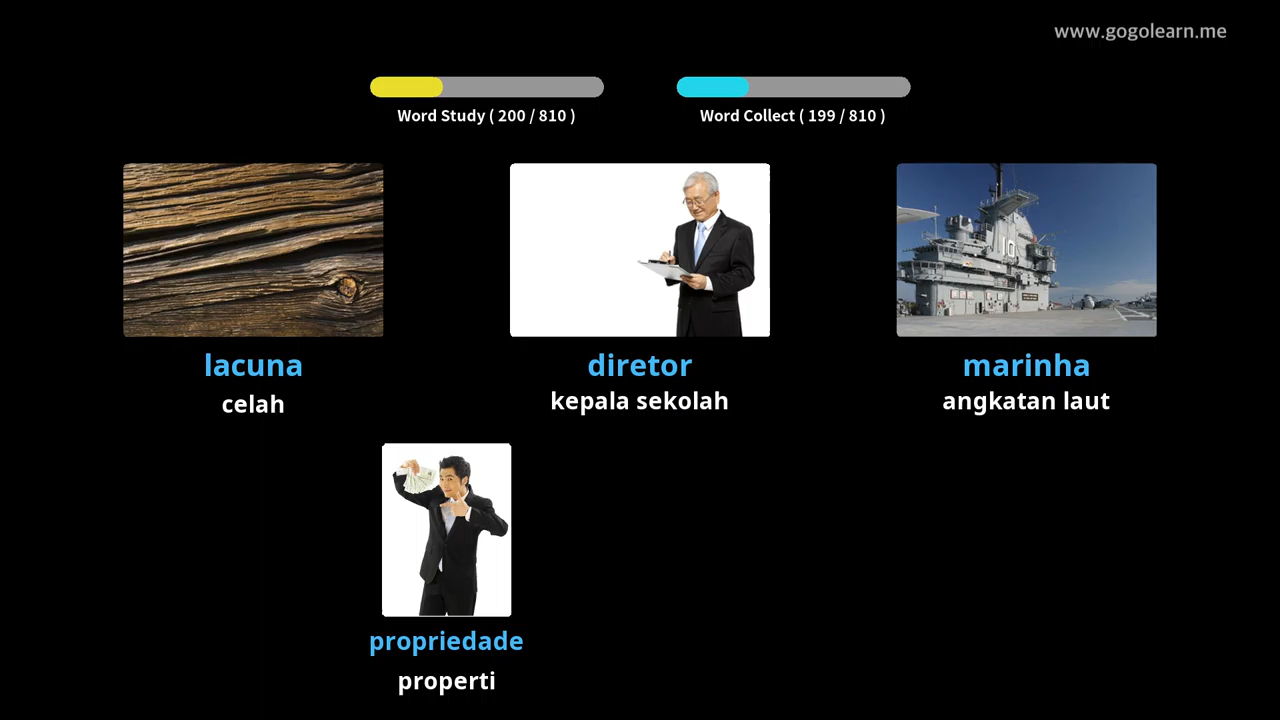 www.gogolearn.me
Word Study ( 200 / 810 )
Word Collect ( 199 / 810 )
lacuna
celah
diretor
kepala sekolah
marinha
angkatan laut
10
propriedade
properti